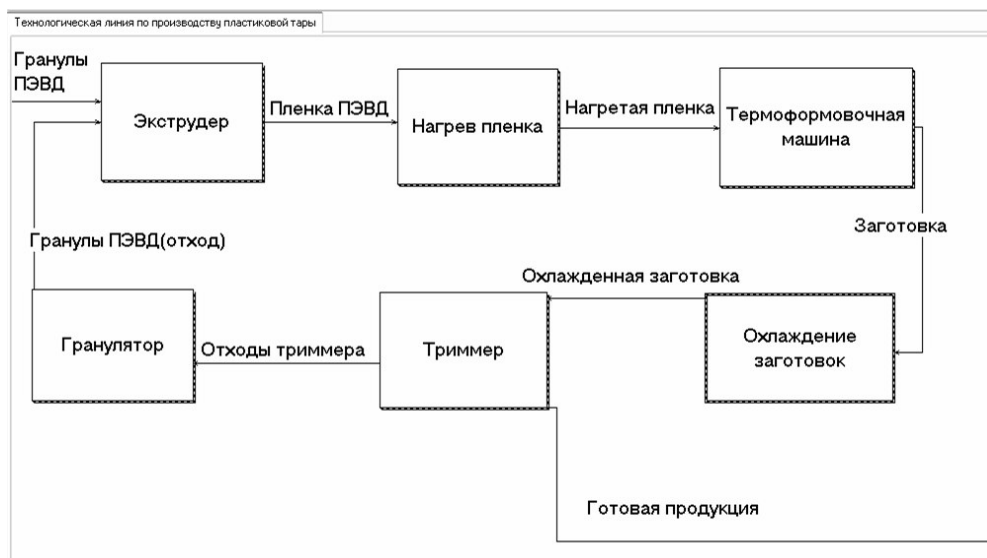 Технологическая линия по производству пластиковой тары
Гранулы
ПЭВД
Экструдер
Пленка ПЭВД
Нагрев пленка
Нагретая пленка
Термоформовочная
машина
Заготовка
Гранулы ПЭВД(отход)
Охлажденная заготовка
Гранулятор
Отходы триммера
Триммер
Охлаждение
заготовок
Готовая продукция